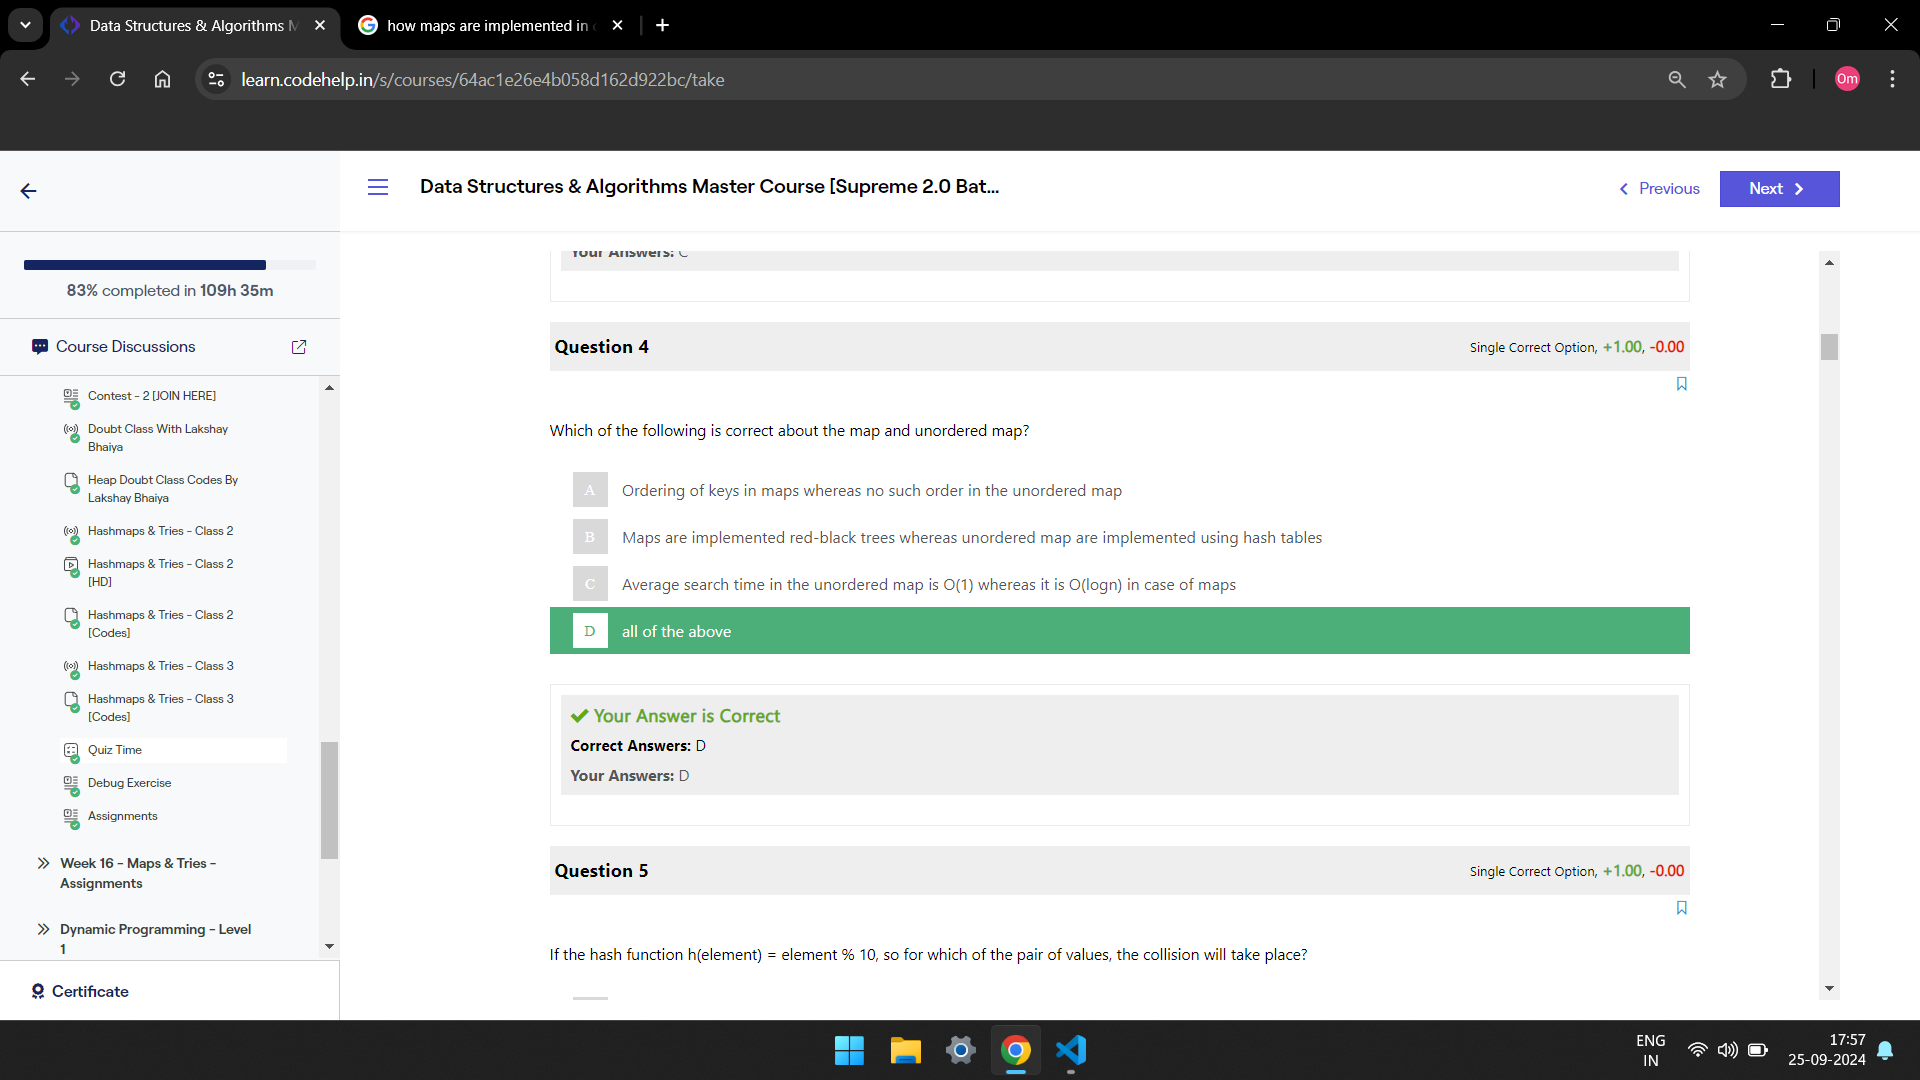 Data Structures & Algorithms M
how maps are implemented in
learn.codehelp.in/s/courses/64ac1e26e4b058d162d922bc/take
Om
Data Structures & Algorithms Master Course [Supreme 2.0 Bat...
Previous
Next
83% completed in 109h 35m
Course Discussions
Contest - 2 [JOIN HERE]
Doubt Class With Lakshay
Bhaiya
Heap Doubt Class Codes By
Lakshay Bhaiya
Hashmaps & Tries - Class 2
Hashmaps & Tries - Class 2
[HD]
Hashmaps & Tries - Class 2
[Codes]
Hashmaps & Tries - Class 3
Hashmaps & Tries - Class 3
[Codes]
Quiz Time
Debug Exercise
Assignments
Week 16 - Maps & Tries -
Assignments
Dynamic Programming - Level
1
Certificate
Your Answers: C
Question 4
Single Correct Option, +1.00, -0.00
Which of the following is correct about the map and unordered map?
A Ordering of keys in maps whereas no such order in the unordered map
B Maps are implemented red-black trees whereas unordered map are implemented using hash tables
C Average search time in the unordered map is O(1) whereas it is O(logn) in case of maps
D all of the above
Your Answer is Correct
Correct Answers: D
Your Answers: D
Question 5
Single Correct Option, +1.00, -0.00
If the hash function h(element) = element % 10, so for which of the pair of values, the collision will take place?
ENG
IN
17:57
25-09-2024